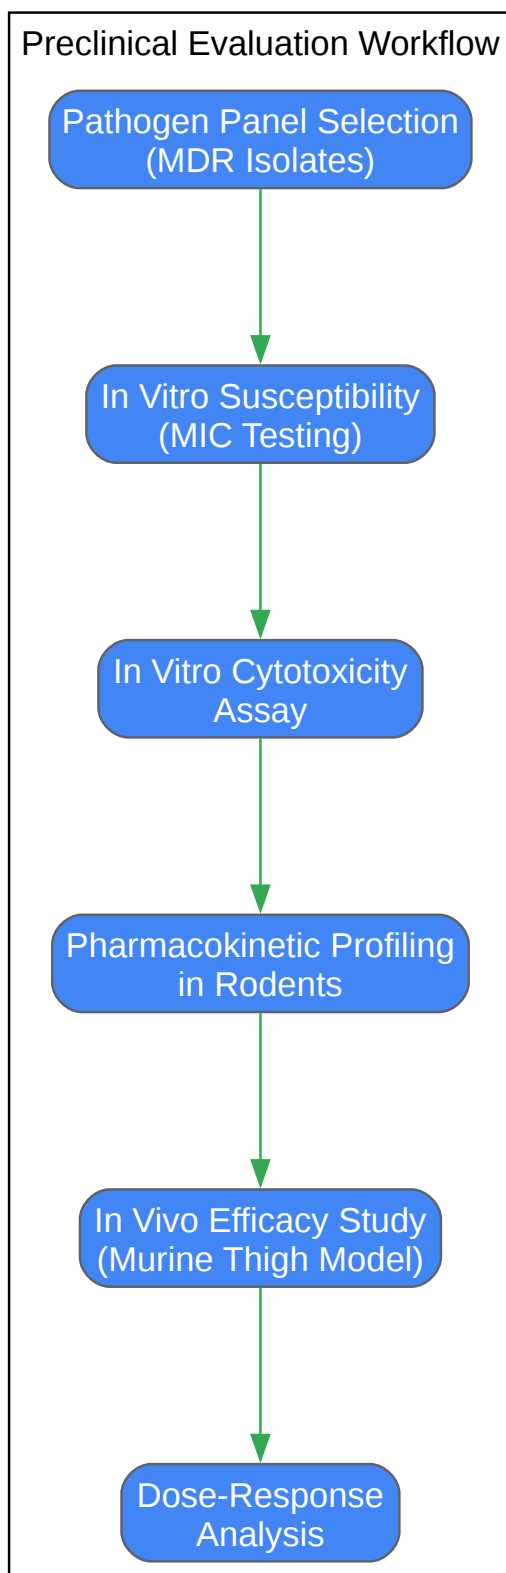 Preclinical Evaluation Workflow
Pathogen Panel Selection
(MDR Isolates)
In Vitro Susceptibility
(MIC Testing)
In Vitro Cytotoxicity
Assay
Pharmacokinetic Profiling
in Rodents
In Vivo Efficacy Study
(Murine Thigh Model)
Dose-Response
Analysis